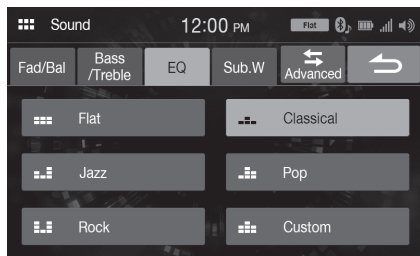 Sound 12:00 PM Flat
Fad/Bal Bass /Treble EQ Sub.W Advanced
Flat Classical
Jazz Pop
Rock Custom